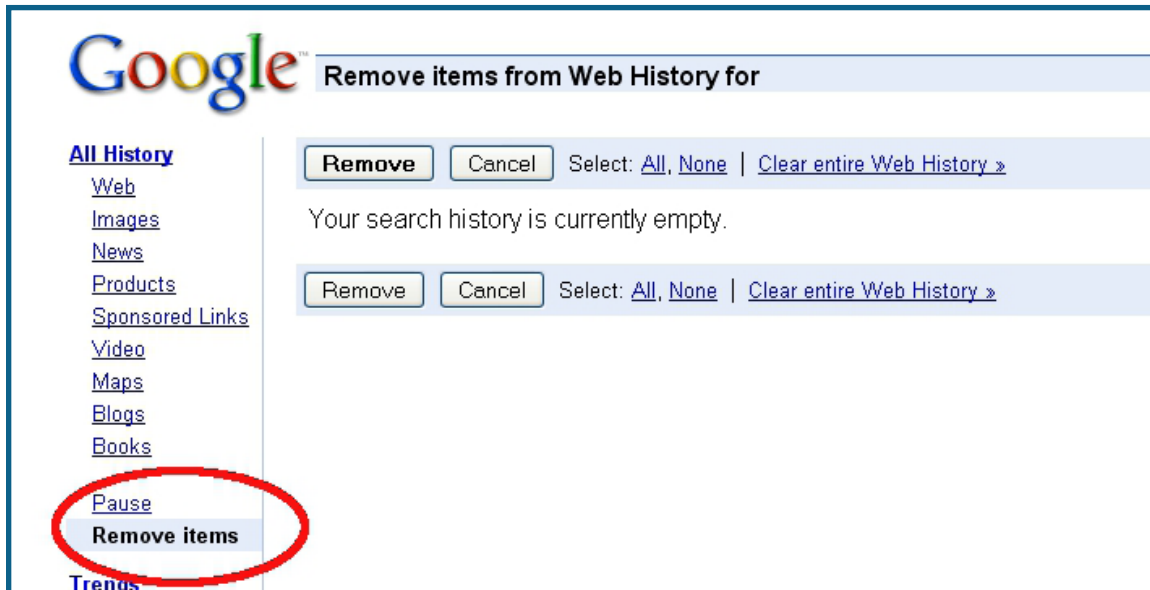 Google™
Remove items from Web History for
All History
Web
Images
News
Products
Sponsored Links
Video
Maps
Blogs
Books
Pause
Remove items
Trends
Remove Cancel Select: All, None | Clear entire Web History »
Your search history is currently empty.
Remove Cancel Select: All, None | Clear entire Web History »